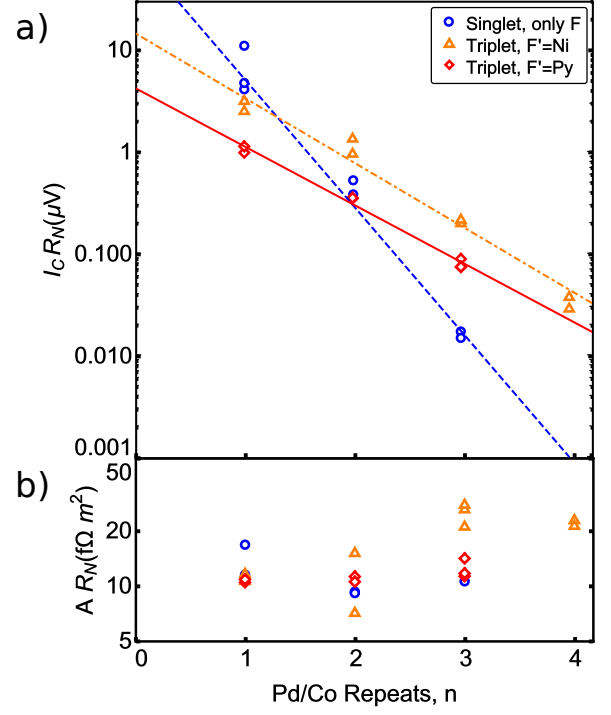 a)
Singlet, only F
Triplet, F'=Ni
Triplet, F'=Py
10
1
0.100
0.010
0.001
I_C R_N(μV)
b)
50
20
10
5
A R_N(fΩ m²)
0 1 2 3 4
Pd/Co Repeats, n